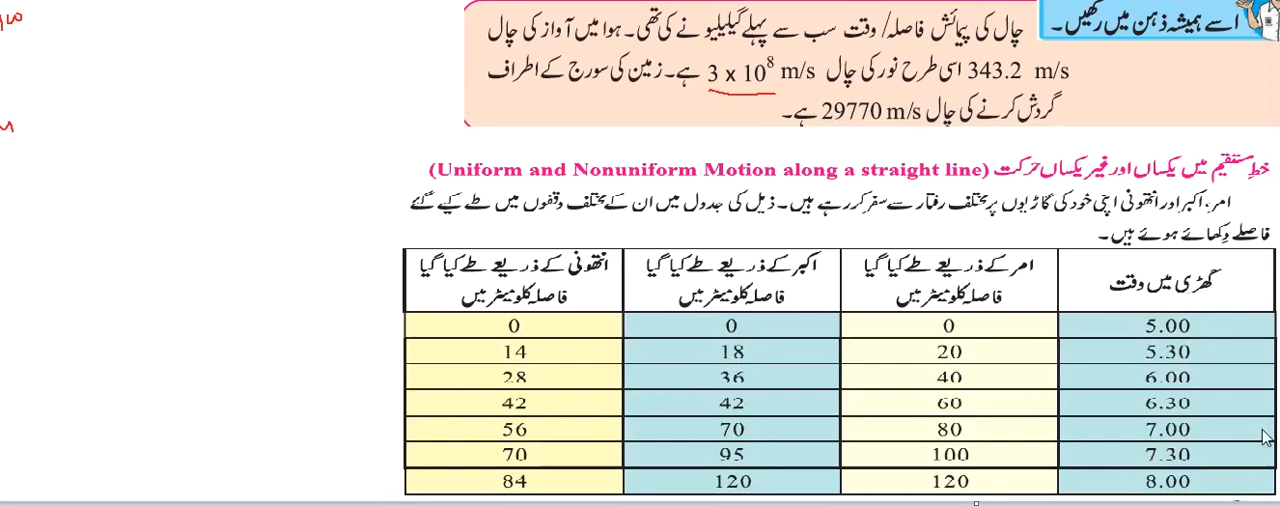 اسے ہمیشہ ذہن میں رکھیں۔
چال کی پیمائش فاصلہ/ وقت سب سے پہلے گیلیلیو نے کی تھی۔ ہوا میں آواز کی چال
343.2 m/s اسی طرح نور کی چال 3 x 10⁸ m/s ہے۔ زمین کی سورج کے اطراف
گردش کرنے کی چال 29770 m/s ہے۔
خطِ مستقیم میں یکساں اور غیر یکساں حرکت (Uniform and Nonuniform Motion along a straight line)
امر، اکبر اور انتھونی اپنی خود کی گاڑیوں پر مختلف رفتار سے سفر کر رہے ہیں۔ ذیل کی جدول میں ان کے مختلف وقفوں میں طے کیے گئے
فاصلے دکھائے ہوئے ہیں۔
گھڑی میں وقت امر کے ذریعے طے کیا گیا فاصلہ کلومیٹر میں اکبر کے ذریعے طے کیا گیا فاصلہ کلومیٹر میں انتھونی کے ذریعے طے کیا گیا فاصلہ کلومیٹر میں
5.00 0 0 0
5.30 20 18 14
6.00 40 36 28
6.30 60 42 42
7.00 80 70 56
7.30 100 95 70
8.00 120 120 84